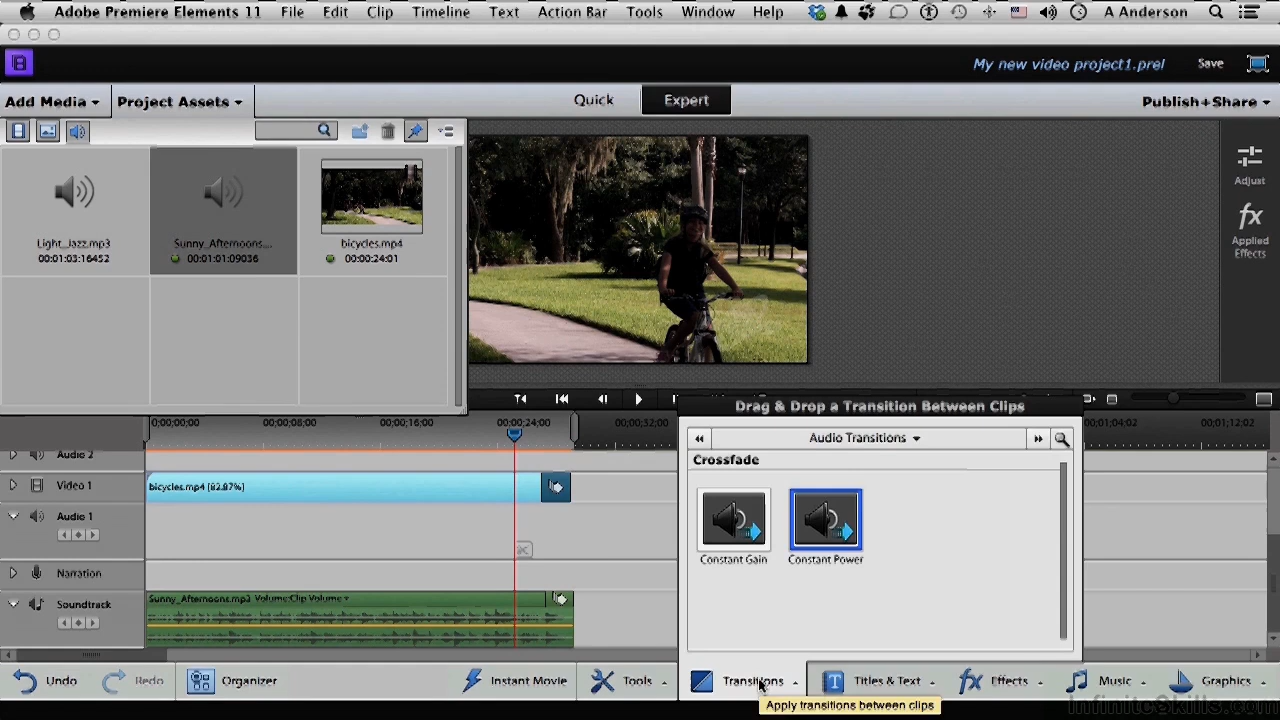 Adobe Premiere Elements 11 File Edit Clip Timeline Text Action Bar Tools Window Help A Anderson
My new video project1.prel Save
Add Media Project Assets Quick Expert Publish+Share
Light_Jazz.mp3
00:01:03:16452
Sunny_Afternoons....
00:01:01:09036
bicycles.mp4
00:00:24:01
Adjust
fx
Applied
Effects
Drag & Drop a Transition Between Clips
0;00;00;00 00;00;08;00 00;00;16;00 00;00;24;00 00;00;32;00 00;01;04;02 00;01;12;02
Audio Transitions
Crossfade
Constant Gain Constant Power
Audio 2
Video 1
bicycles.mp4 [82.87%]
Audio 1
Narration
Soundtrack
Sunny_Afternoons.mp3 Volume:Clip Volume
Undo Redo Organizer Instant Movie Tools Transitions T Titles & Text fx Effects Music Graphics
Apply transitions between clips
InfiniteSkills.com